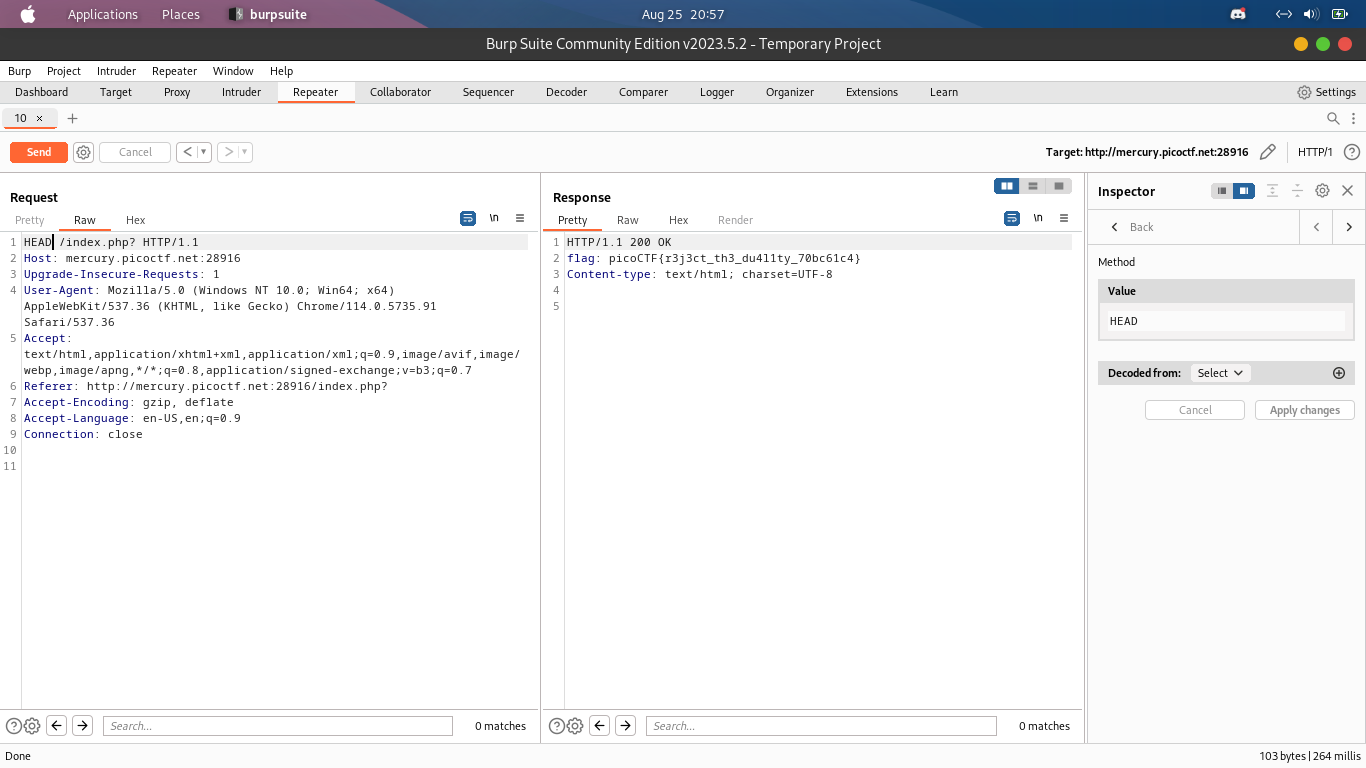 Applications Places burpsuite Aug 25 20:57
Burp Suite Community Edition v2023.5.2 - Temporary Project
Burp Project Intruder Repeater Window Help
Dashboard Target Proxy Intruder Repeater Collaborator Sequencer Decoder Comparer Logger Organizer Extensions Learn Settings
10 × +
Send Cancel < > Target: http://mercury.picoctf.net:28916 HTTP/1 ?
Request
Pretty Raw Hex \n
1 HEAD /index.php? HTTP/1.1
2 Host: mercury.picoctf.net:28916
3 Upgrade-Insecure-Requests: 1
4 User-Agent: Mozilla/5.0 (Windows NT 10.0; Win64; x64)
AppleWebKit/537.36 (KHTML, like Gecko) Chrome/114.0.5735.91
Safari/537.36
5 Accept:
text/html,application/xhtml+xml,application/xml;q=0.9,image/avif,image/
webp,image/apng,*/*;q=0.8,application/signed-exchange;v=b3;q=0.7
6 Referer: http://mercury.picoctf.net:28916/index.php?
7 Accept-Encoding: gzip, deflate
8 Accept-Language: en-US,en;q=0.9
9 Connection: close
10
11
Search... 0 matches
Response
Pretty Raw Hex Render \n
1 HTTP/1.1 200 OK
2 flag: picoCTF{r3j3ct_th3_du4l1ty_70bc61c4}
3 Content-type: text/html; charset=UTF-8
4
5
Search... 0 matches
Inspector
Back
Method
Value
HEAD
Decoded from: Select
Cancel Apply changes
Done 103 bytes | 264 millis